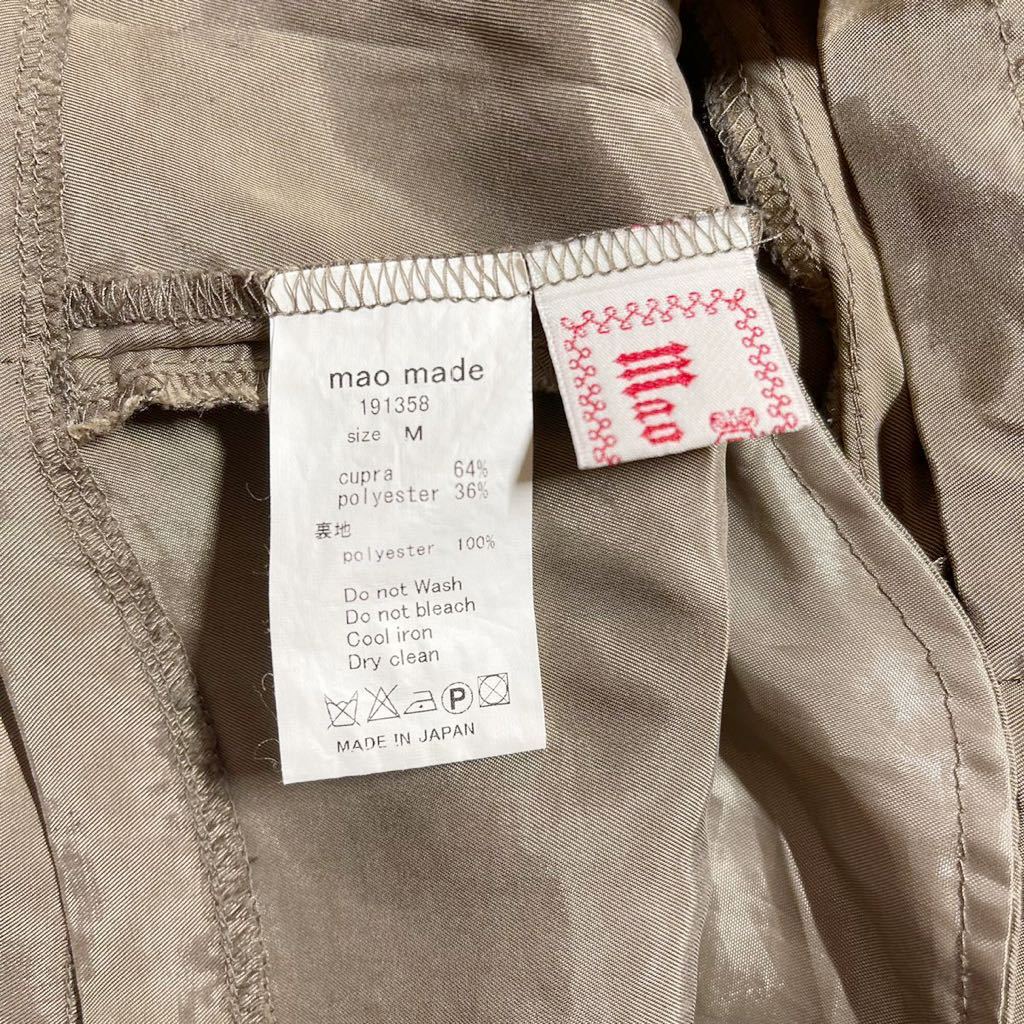 mao made
191358
size M
cupra 64%
polyester 36%
裏地
polyester 100%
Do not Wash
Do not bleach
Cool iron
Dry clean
P
MADE IN JAPAN
mao